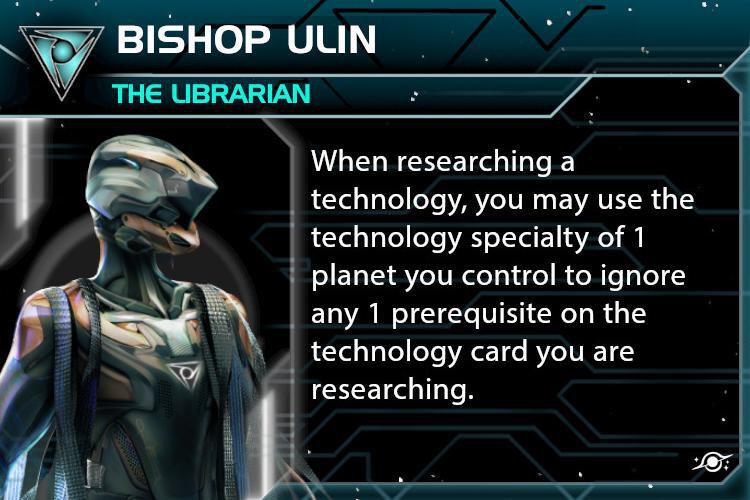 BISHOP ULIN
THE LIBRARIAN
When researching a
technology, you may use the
technology specialty of 1
planet you control to ignore
any 1 prerequisite on the
technology card you are
researching.